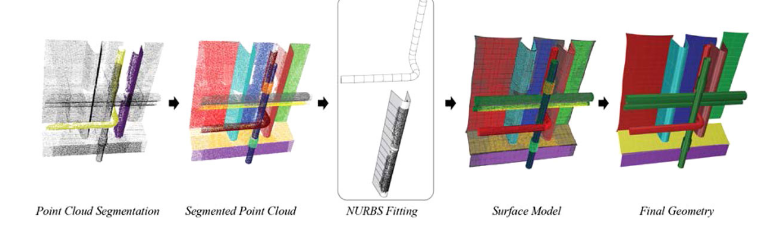 Point Cloud Segmentation
Segmented Point Cloud
NURBS Fitting
Surface Model
Final Geometry